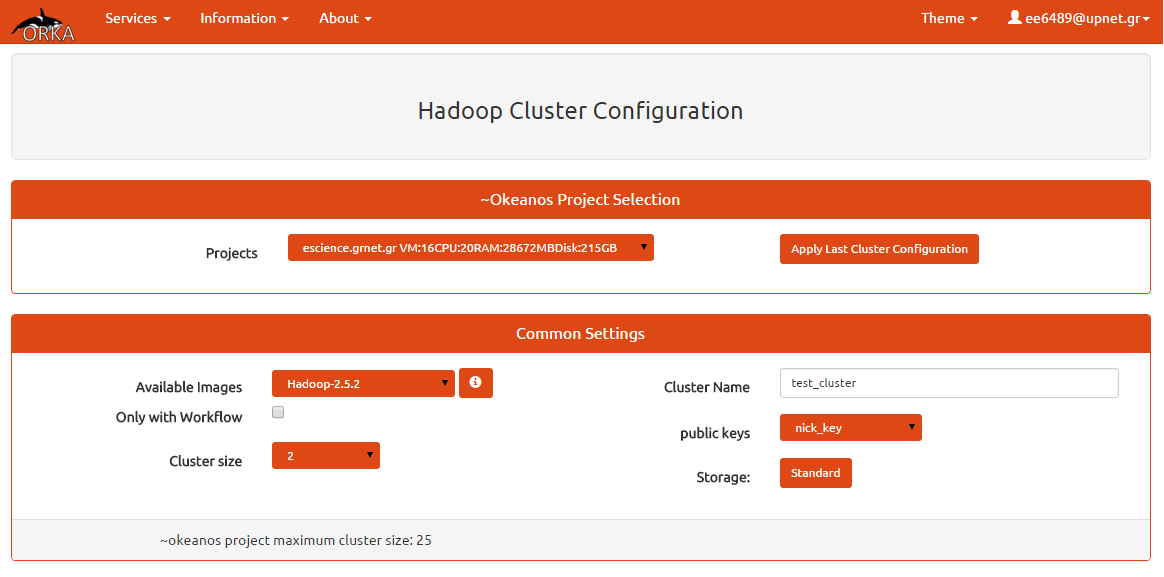 ORKA Services Information About Theme ee6489@upnet.gr
Hadoop Cluster Configuration
~Okeanos Project Selection
Projects escience.grnet.gr VM:16CPU:20RAM:28672MBDisk:215GB Apply Last Cluster Configuration
Common Settings
Available Images Hadoop-2.5.2 Cluster Name test_cluster
Only with Workflow
public keys nick_key
Cluster size 2
Storage: Standard
~okeanos project maximum cluster size: 25